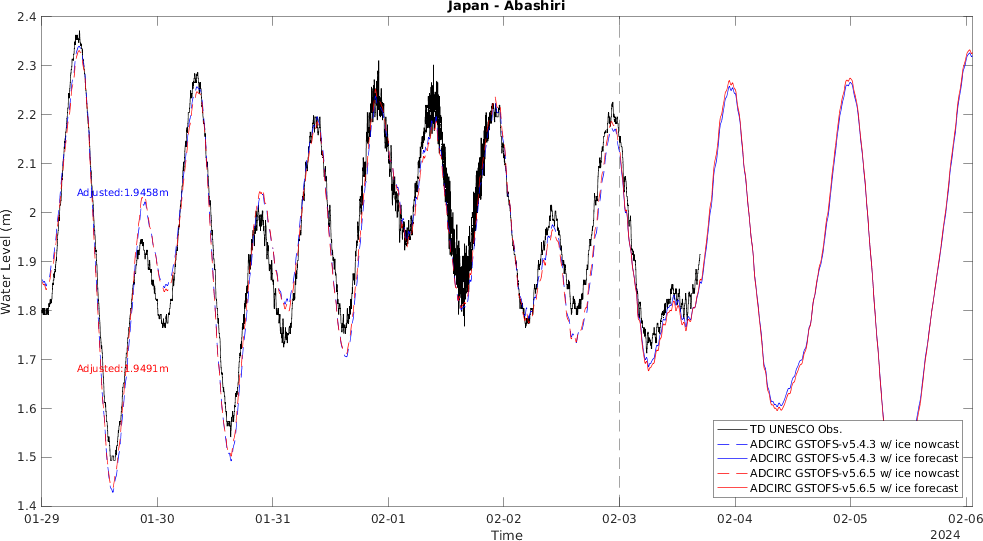 Japan - Abashiri
2.4
2.3
2.2
2.1
2
1.9
1.8
1.7
1.6
1.5
1.4
Water Level (m)
Adjusted:1.9458m
Adjusted:1.9491m
TD UNESCO Obs.
ADCIRC GSTOFS-v5.4.3 w/ ice nowcast
ADCIRC GSTOFS-v5.4.3 w/ ice forecast
ADCIRC GSTOFS-v5.6.5 w/ ice nowcast
ADCIRC GSTOFS-v5.6.5 w/ ice forecast
01-29 01-30 01-31 02-01 02-02 02-03 02-04 02-05 02-06
Time
2024